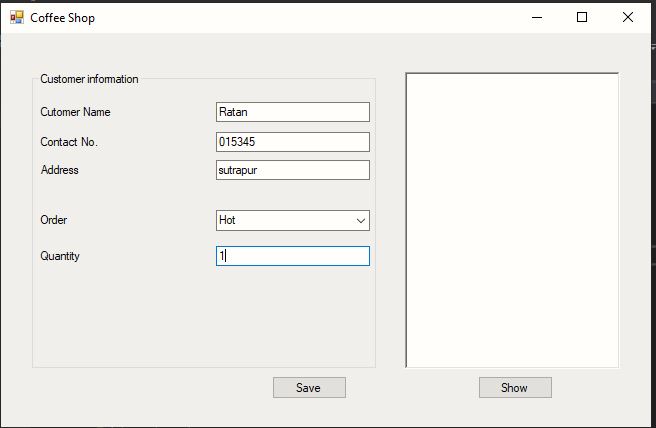 Coffee Shop
Customer information
Cutomer Name Ratan
Contact No. 015345
Address sutrapur
Order Hot
Quantity 1
Save Show